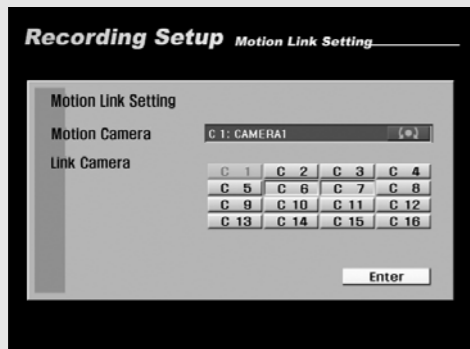 Recording Setup Motion Link Setting
Motion Link Setting
Motion Camera C 1: CAMERA1
Link Camera
C 1 C 2 C 3 C 4
C 5 C 6 C 7 C 8
C 9 C 10 C 11 C 12
C 13 C 14 C 15 C 16
Enter